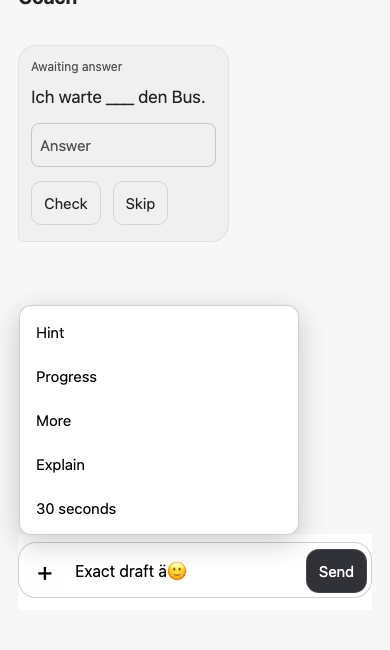 Coach
Awaiting answer
Ich warte ___ den Bus.
Answer
Check
Skip
Hint
Progress
More
Explain
30 seconds
+ Exact draft ä🙂
Send